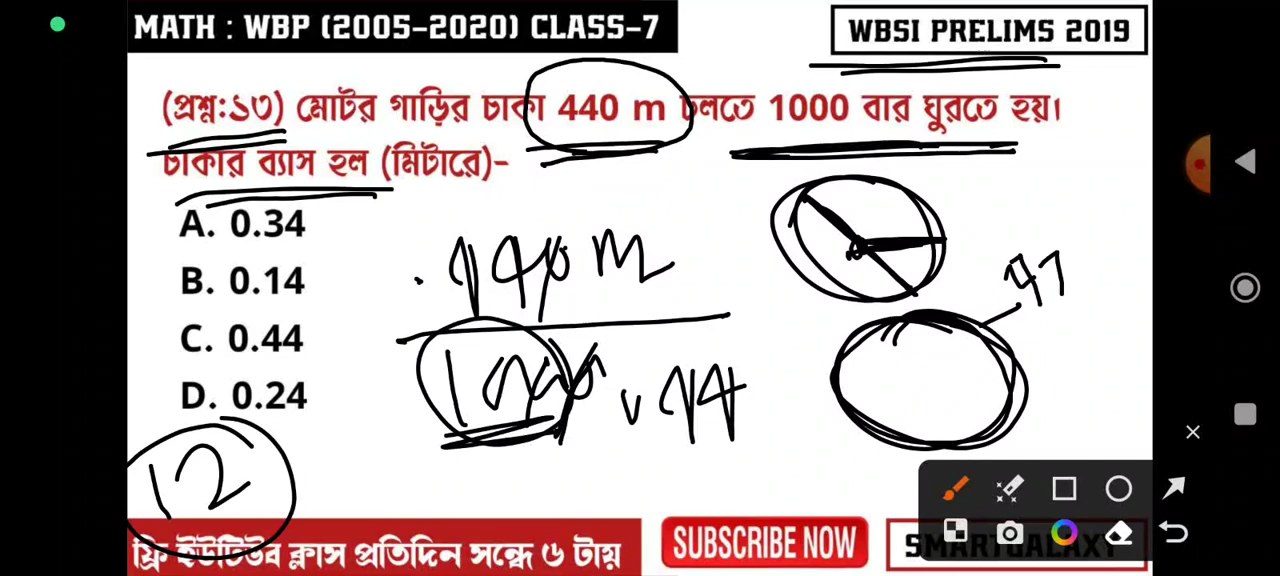 MATH : WBP (2005-2020) CLASS-7
WBSI PRELIMS 2019
(প্রশ্ন:১৩) মোটর গাড়ির চাকা 440 m চলতে 1000 বার ঘুরতে হয়।
চাকার ব্যাস হল (মিটারে)-
A. 0.34
B. 0.14
C. 0.44
D. 0.24
440 m
1000
.44
12
ফ্রি ইউটিউব ক্লাস প্রতিদিন সন্ধে ৬ টায়
SUBSCRIBE NOW
SMARTGALAXY